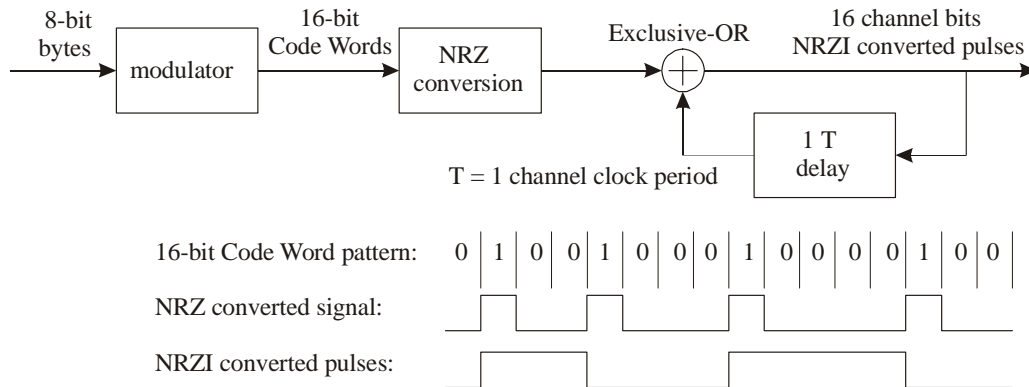 8-bit
bytes
modulator
16-bit
Code Words
NRZ
conversion
Exclusive-OR
16 channel bits
NRZI converted pulses
1 T
delay
T = 1 channel clock period
16-bit Code Word pattern: 0 1 0 0 1 0 0 0 1 0 0 0 0 1 0 0
NRZ converted signal:
NRZI converted pulses: